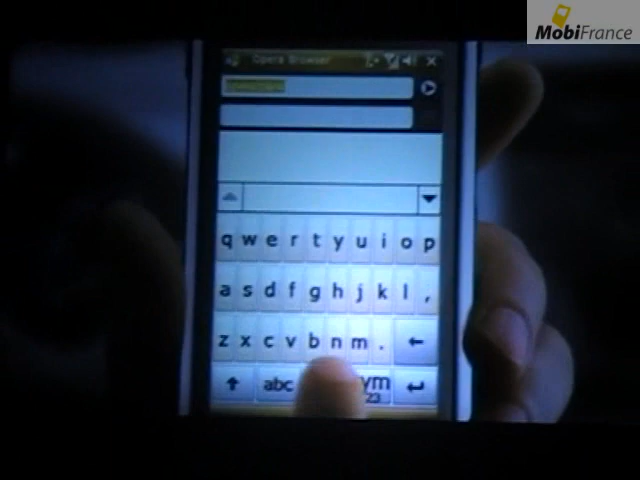 MobiFrance
Opera Browser
q w e r t y u i o p
a s d f g h j k l ,
z x c v b n m .
abc